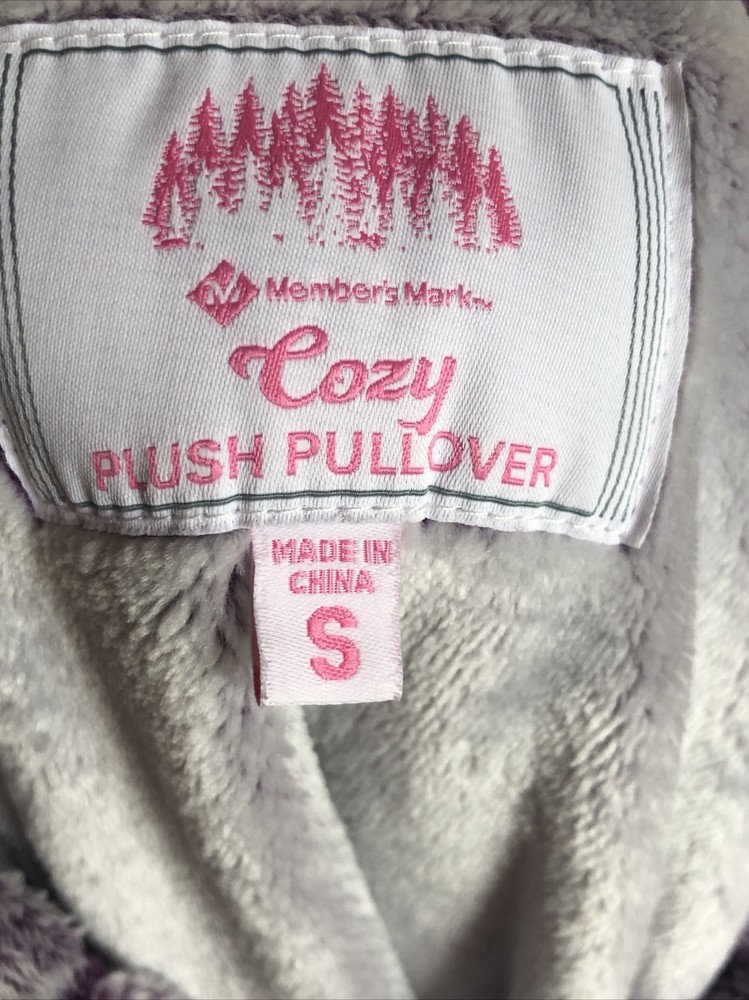 Member's Mark™
Cozy
PLUSH PULLOVER
MADE IN
CHINA
S